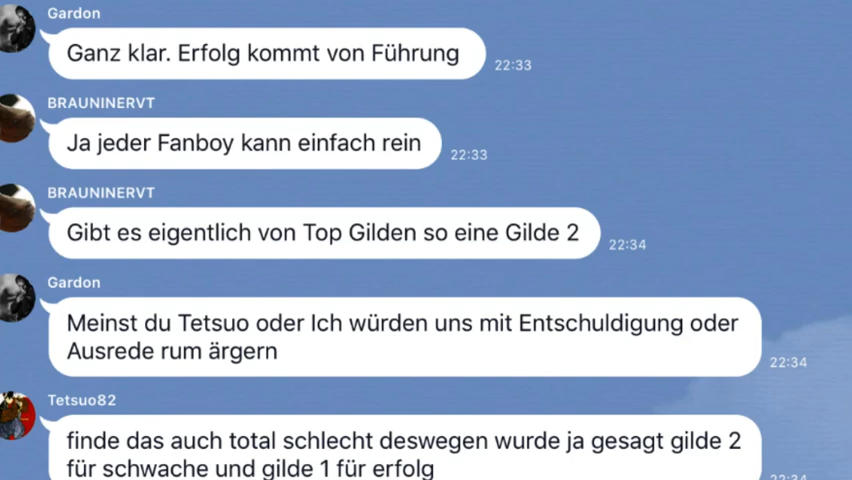 Gardon
Ganz klar. Erfolg kommt von Führung
22:33
BRAUNINERVT
Ja jeder Fanboy kann einfach rein
22:33
BRAUNINERVT
Gibt es eigentlich von Top Gilden so eine Gilde 2
22:34
Gardon
Meinst du Tetsuo oder Ich würden uns mit Entschuldigung oder
Ausrede rum ärgern
22:34
Tetsuo82
finde das auch total schlecht deswegen wurde ja gesagt gilde 2
für schwache und gilde 1 für erfolg
22:34